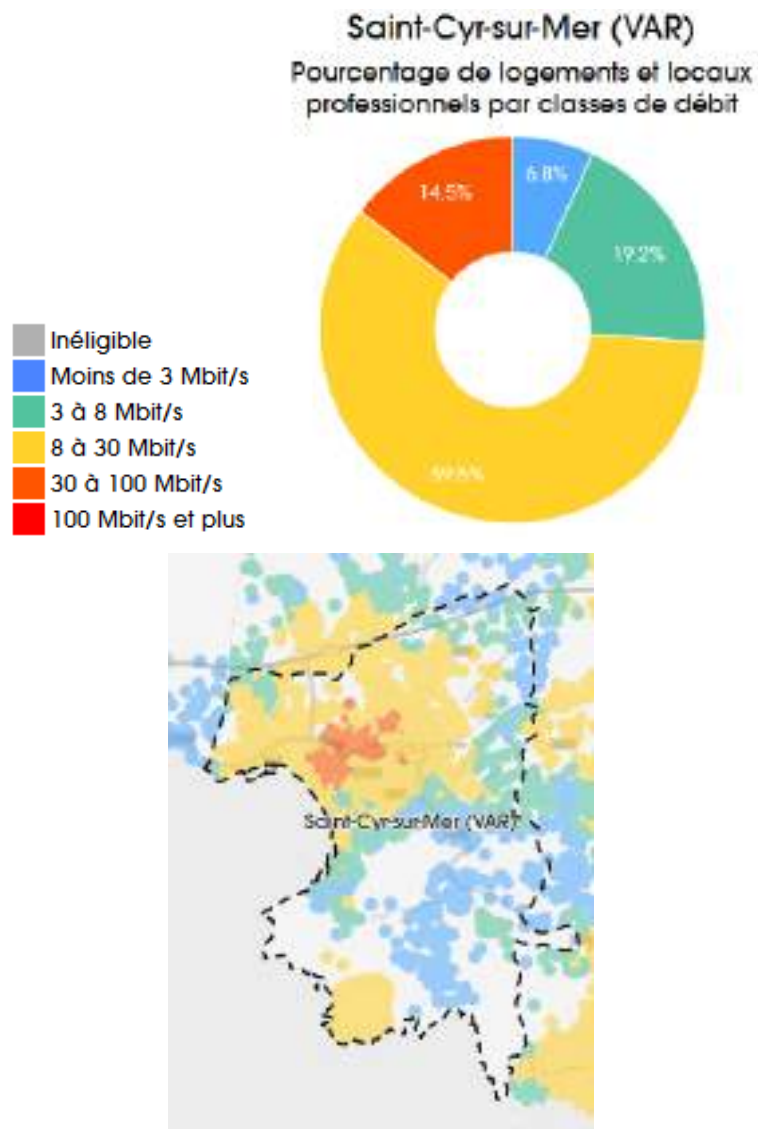 Saint-Cyr-sur-Mer (VAR)
Pourcentage de logements et locaux
professionnels par classes de débit
6.8%
14.5%
19.2%
Inéligible
Moins de 3 Mbit/s
3 à 8 Mbit/s
8 à 30 Mbit/s
30 à 100 Mbit/s
100 Mbit/s et plus
Saint-Cyr-sur-Mer (VAR)